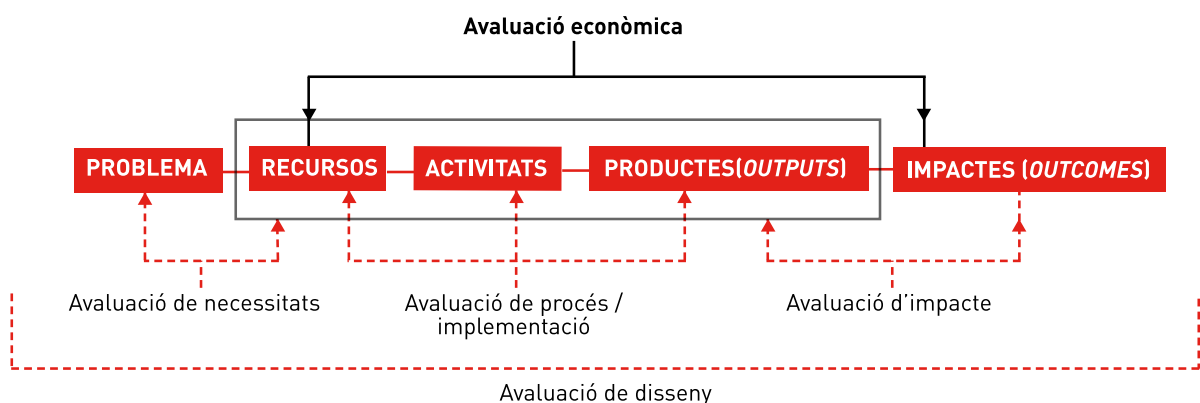 Avaluació econòmica
PROBLEMA
RECURSOS
ACTIVITATS
PRODUCTES(OUTPUTS)
IMPACTES (OUTCOMES)
Avaluació de necessitats
Avaluació de procés /
implementació
Avaluació d’impacte
Avaluació de disseny